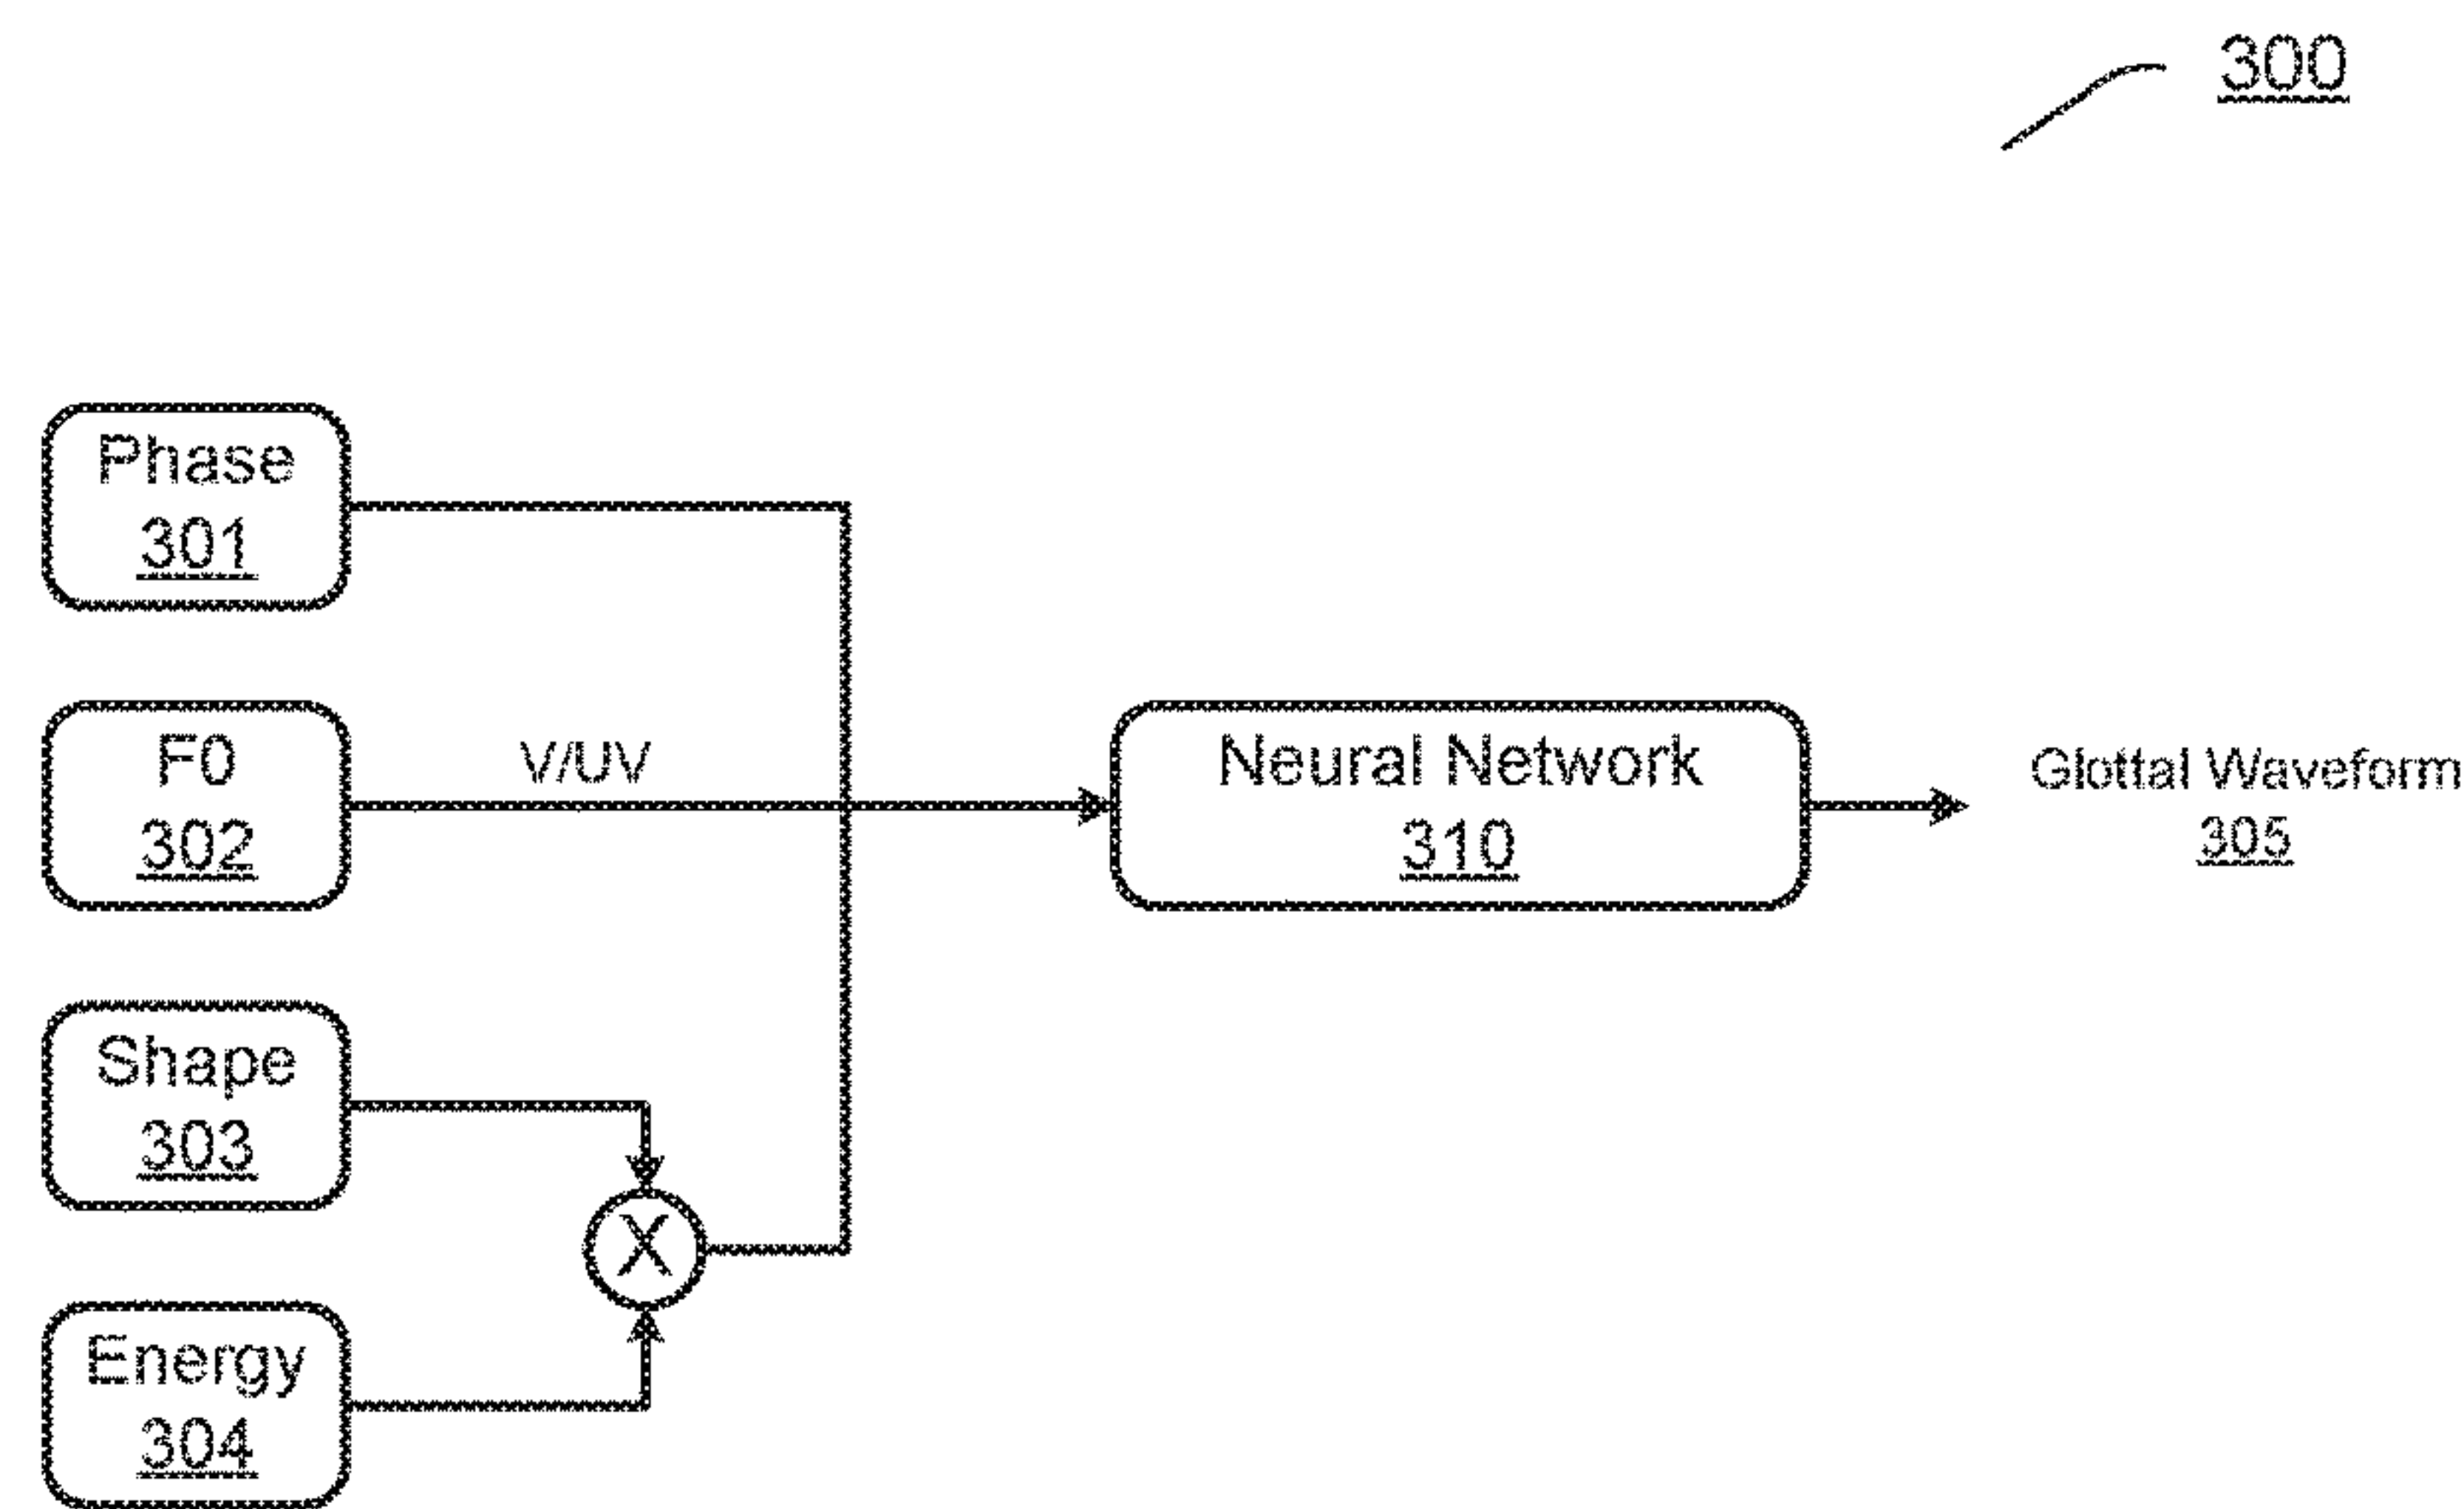 300
Phase
301
F0
302
V/UV
Shape
303
X
Energy
304
Neural Network
310
Glottal Waveform
305